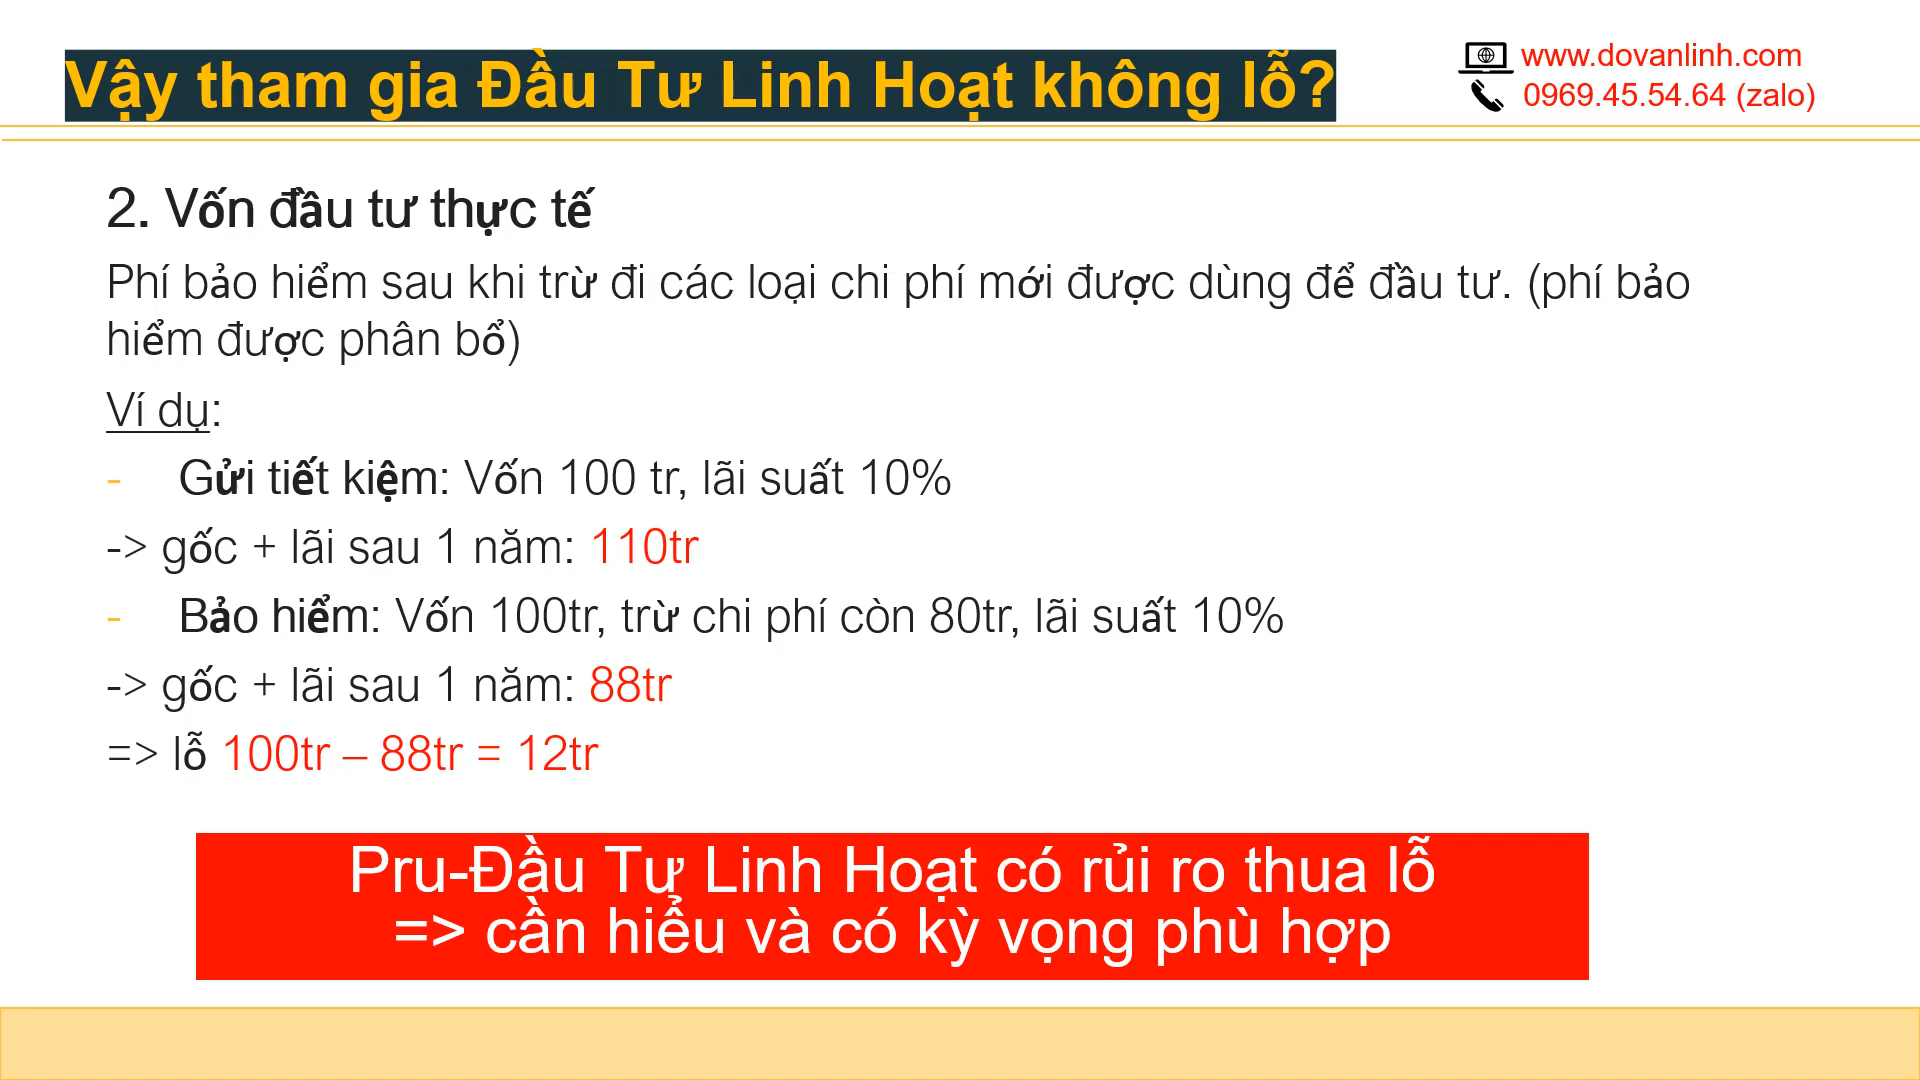 Vậy tham gia Đầu Tư Linh Hoạt không lỗ?
www.dovanlinh.com
0969.45.54.64 (zalo)
2. Vốn đầu tư thực tế
Phí bảo hiểm sau khi trừ đi các loại chi phí mới được dùng để đầu tư. (phí bảo
hiểm được phân bổ)
Ví dụ:
- Gửi tiết kiệm: Vốn 100 tr, lãi suất 10%
-> gốc + lãi sau 1 năm: 110tr
- Bảo hiểm: Vốn 100tr, trừ chi phí còn 80tr, lãi suất 10%
-> gốc + lãi sau 1 năm: 88tr
=> lỗ 100tr – 88tr = 12tr
Pru-Đầu Tư Linh Hoạt có rủi ro thua lỗ
=> cần hiểu và có kỳ vọng phù hợp